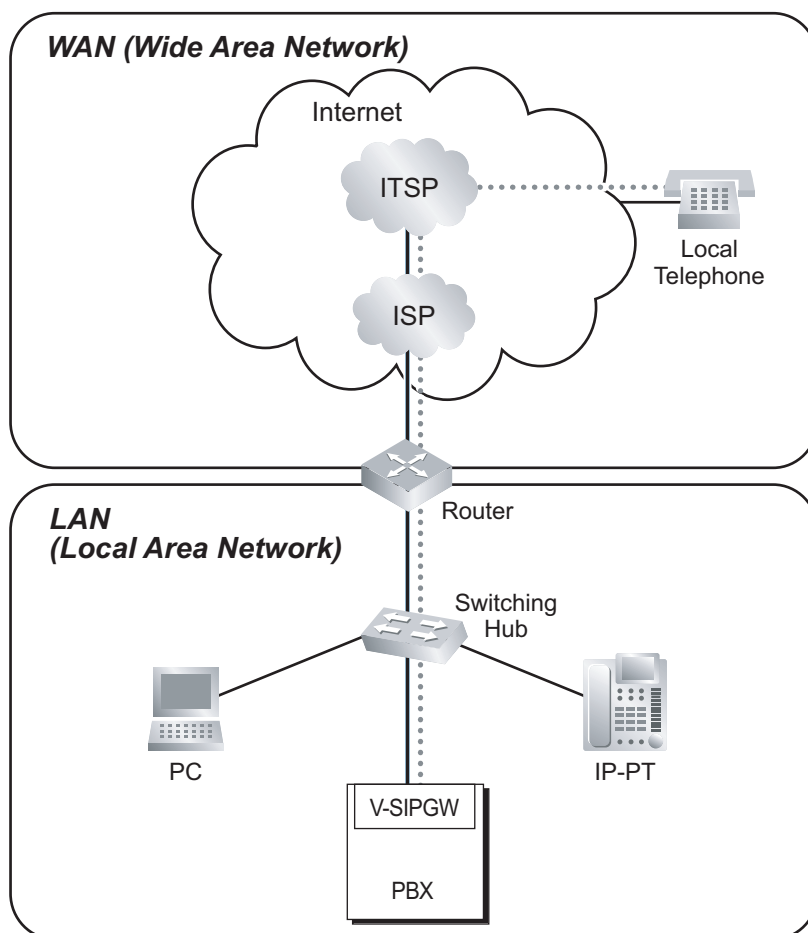 WAN (Wide Area Network)
Internet
ITSP
Local
Telephone
ISP
Router
LAN
(Local Area Network)
Switching
Hub
PC
IP-PT
V-SIPGW
PBX